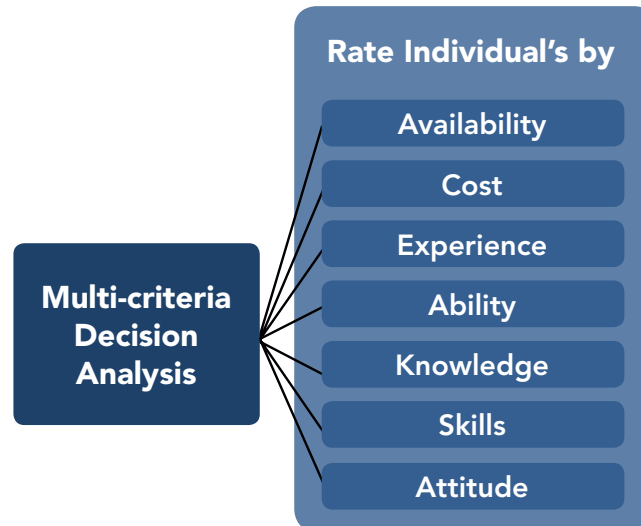 Rate Individual's by
Availability
Cost
Experience
Multi-criteria
Decision
Analysis
Ability
Knowledge
Skills
Attitude